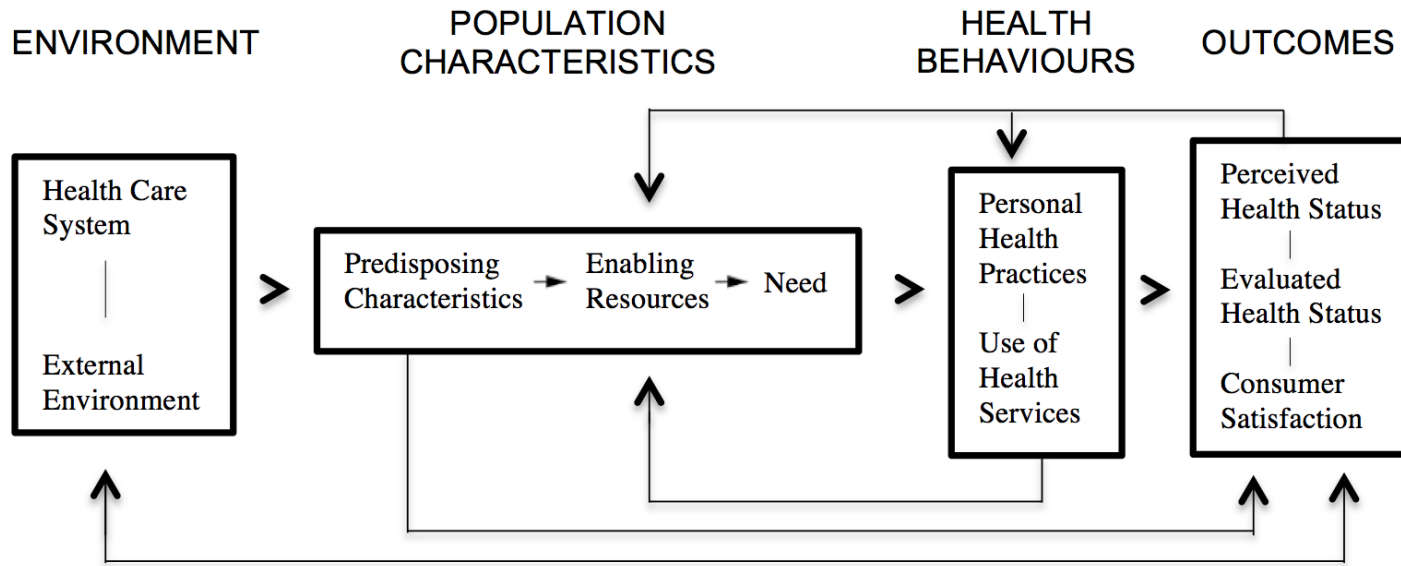 ENVIRONMENT
POPULATION
CHARACTERISTICS
HEALTH
BEHAVIOURS
OUTCOMES
Health Care
System
External
Environment
Predisposing
Characteristics
Enabling
Resources
Need
Personal
Health
Practices
Use of
Health
Services
Perceived
Health Status
Evaluated
Health Status
Consumer
Satisfaction